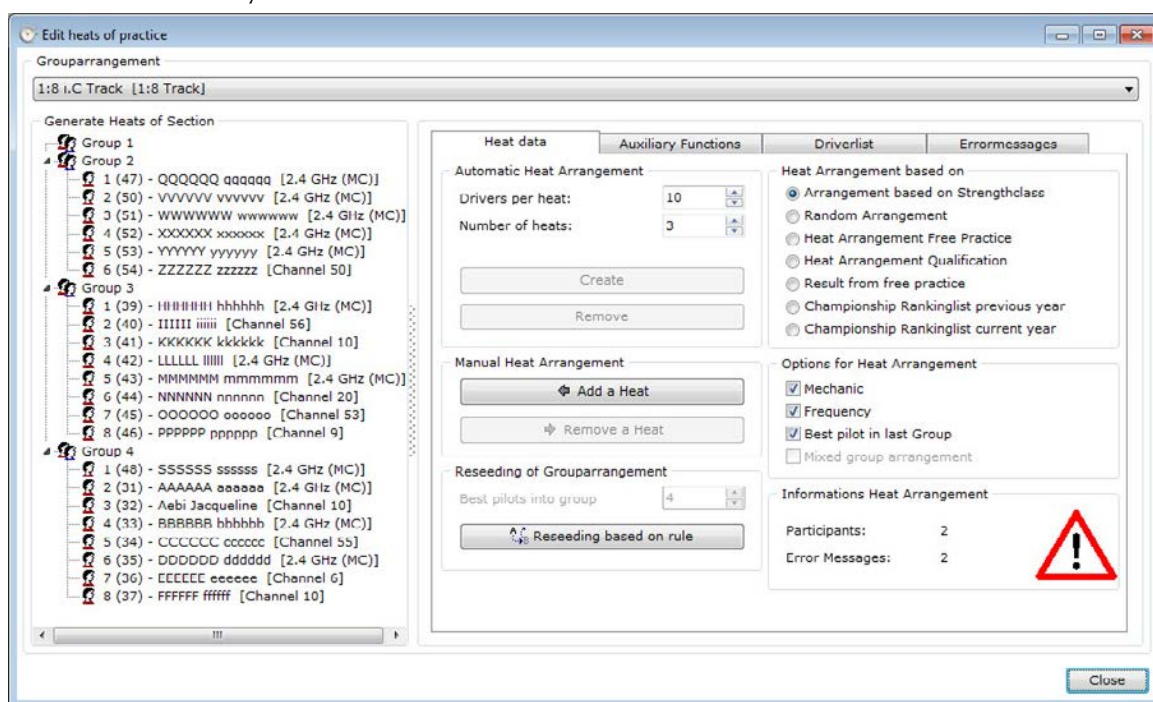 Edit heats of practice
Grouparrangement
1:8 I.C Track [1:8 Track]
Generate Heats of Section
Group 1
Group 2
1 (47) - QQQQQQ qqqqqq [2.4 GHz (MC)]
2 (50) - VVVVVV vvvvvv [2.4 GHz (MC)]
3 (51) - WWWWWW wwwwww [2.4 GHz (MC)]
4 (52) - XXXXXX xxxxxx [2.4 GHz (MC)]
5 (53) - YYYYYY yyyyyy [2.4 GHz (MC)]
6 (54) - ZZZZZZ zzzzzz [Channel 50]
Group 3
1 (39) - HHHHHH hhhhhh [2.4 GHz (MC)]
2 (40) - IIIIII iiiiii [Channel 56]
3 (41) - KKKKKK kkkkkk [Channel 10]
4 (42) - LLLLLL llllll [2.4 GHz (MC)]
5 (43) - MMMMMM mmmmmm [2.4 GHz (MC)]
6 (44) - NNNNNN nnnnnn [Channel 20]
7 (45) - OOOOOO oooooo [Channel 53]
8 (46) - PPPPPP pppppp [Channel 9]
Group 4
1 (48) - SSSSSS ssssss [2.4 GHz (MC)]
2 (31) - AAAAAA aaaaaa [2.4 GHz (MC)]
3 (32) - Aebi Jacqueline [Channel 10]
4 (33) - BBBBBB bbbbbb [2.4 GHz (MC)]
5 (34) - CCCCCC cccccc [Channel 55]
6 (35) - DDDDDD dddddd [2.4 GHz (MC)]
7 (36) - EEEEEE eeeeee [Channel 6]
8 (37) - FFFFFF ffffff [Channel 10]
Heat data
Auxiliary Functions
Driverlist
Errormessages
Automatic Heat Arrangement
Drivers per heat: 10
Number of heats: 3
Create
Remove
Manual Heat Arrangement
Add a Heat
Remove a Heat
Reseeding of Grouparrangement
Best pilots into group 4
Reseeding based on rule
Heat Arrangement based on
Arrangement based on Strengthclass
Random Arrangement
Heat Arrangement Free Practice
Heat Arrangement Qualification
Result from free practice
Championship Rankinglist previous year
Championship Rankinglist current year
Options for Heat Arrangement
Mechanic
Frequency
Best pilot in last Group
Mixed group arrangement
Informations Heat Arrangement
Participants: 2
Error Messages: 2
Close